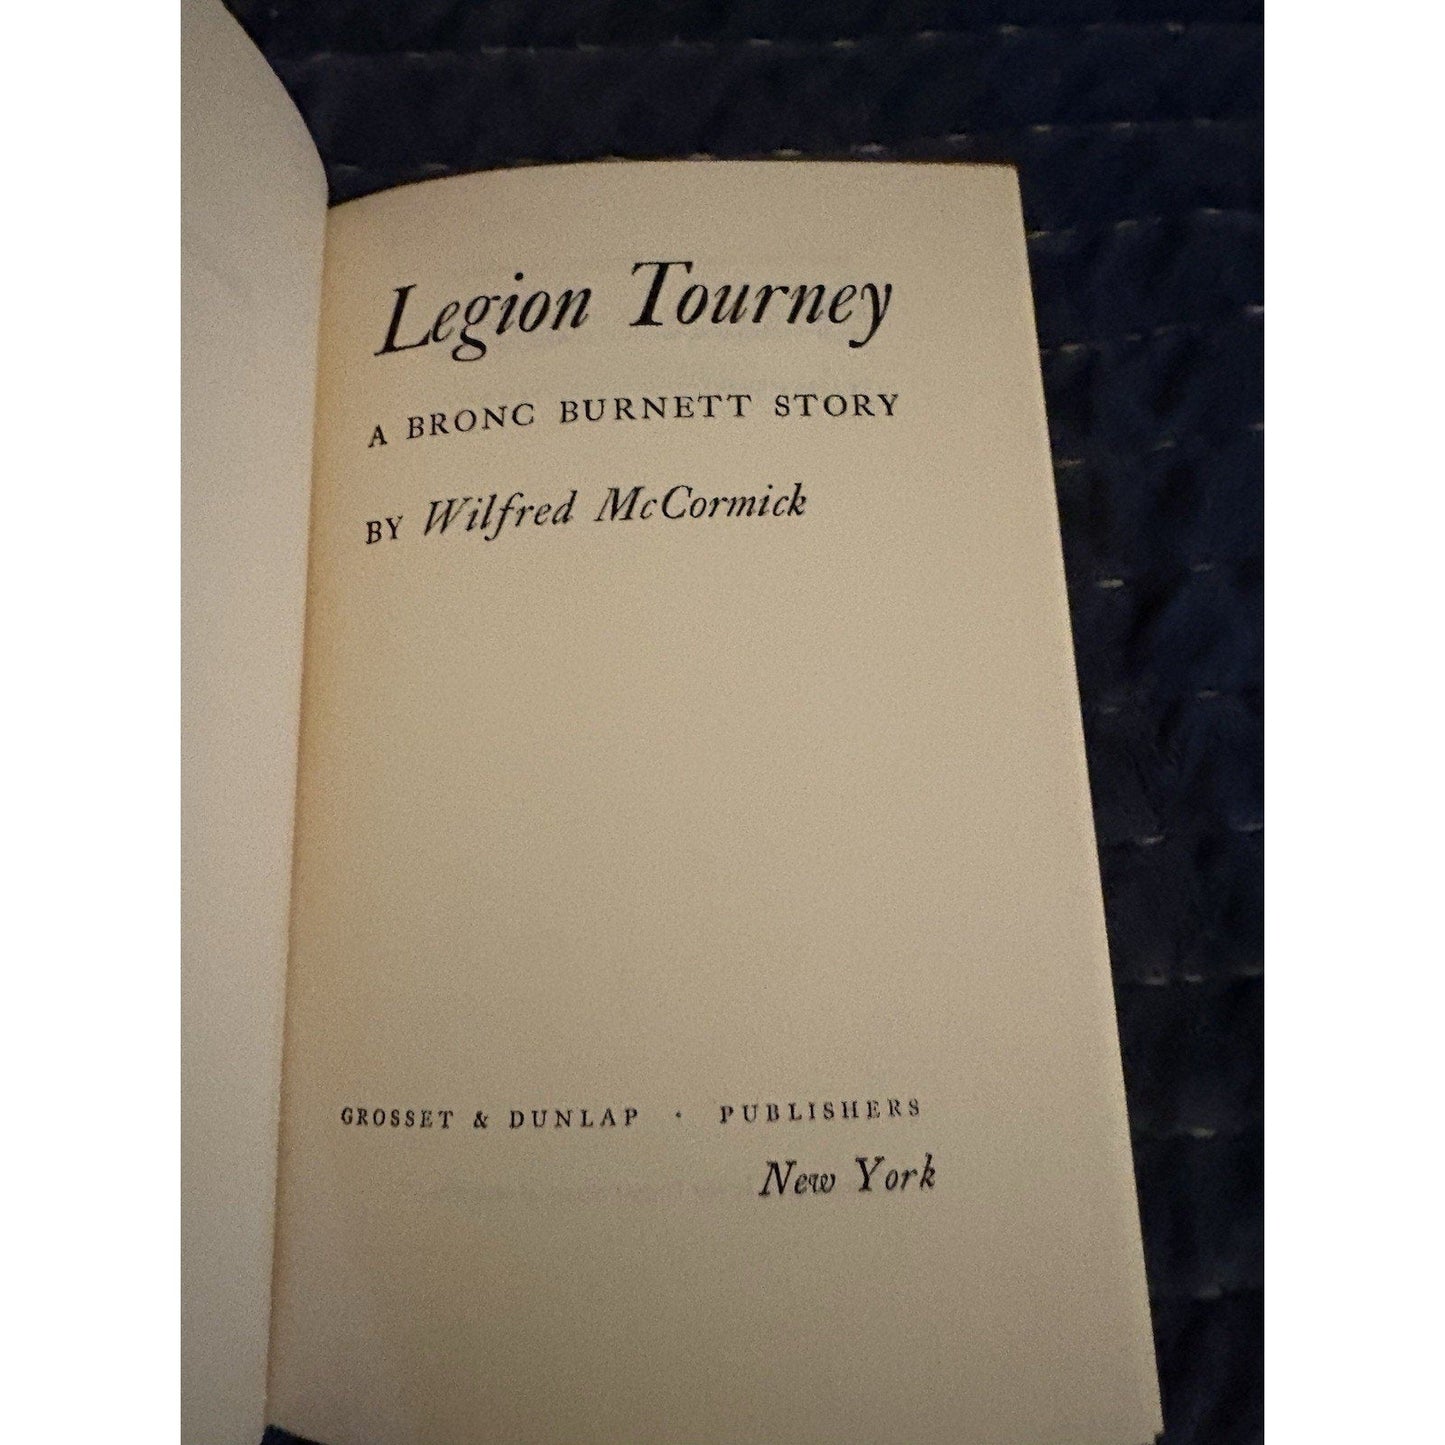 Legion Tourney
A BRONC BURNETT STORY
BY Wilfred McCormick
GROSSET & DUNLAP · PUBLISHERS
New York